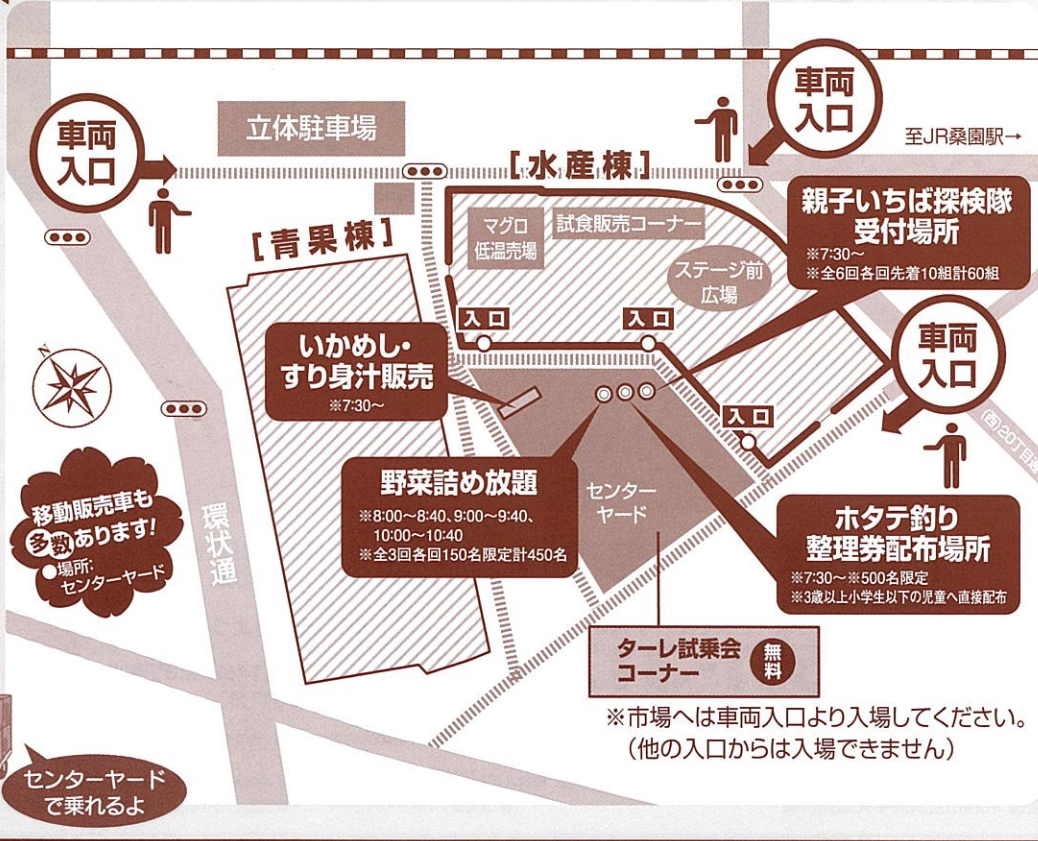 車両
入口
立体駐車場
車両
入口
至JR桑園駅→
[水産棟]
[青果棟]
マグロ
低温売場
試食販売コーナー
ステージ前
広場
親子いちば探検隊
受付場所
※7:30～
※全6回各回先着10組計60組
入口
入口
入口
車両
入口
(西)20丁目通
いかめし・
すり身汁販売
※7:30～
N
野菜詰め放題
※8:00～8:40、9:00～9:40、
10:00～10:40
※全3回各回150名限定計450名
センター
ヤード
ホタテ釣り
整理券配布場所
※7:30～※500名限定
※3歳以上小学生以下の児童へ直接配布
移動販売車も
多数あります!
●場所:
センターヤード
環状通
ターレ試乗会
コーナー
無料
※市場へは車両入口より入場してください。
(他の入口からは入場できません)
センターヤード
で乗れるよ